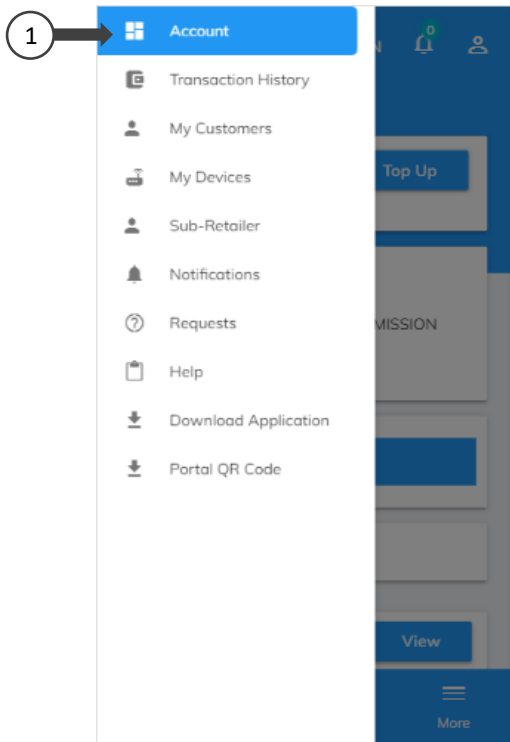 1
Account
N
0
Transaction History
My Customers
My Devices
Top Up
Sub-Retailer
Notifications
Requests
MISSION
Help
Download Application
Portal QR Code
View
More